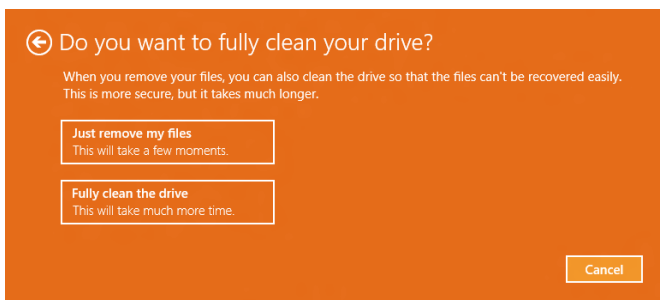 Do you want to fully clean your drive?
When you remove your files, you can also clean the drive so that the files can't be recovered easily.
This is more secure, but it takes much longer.
Just remove my files
This will take a few moments.
Fully clean the drive
This will take much more time.
Cancel